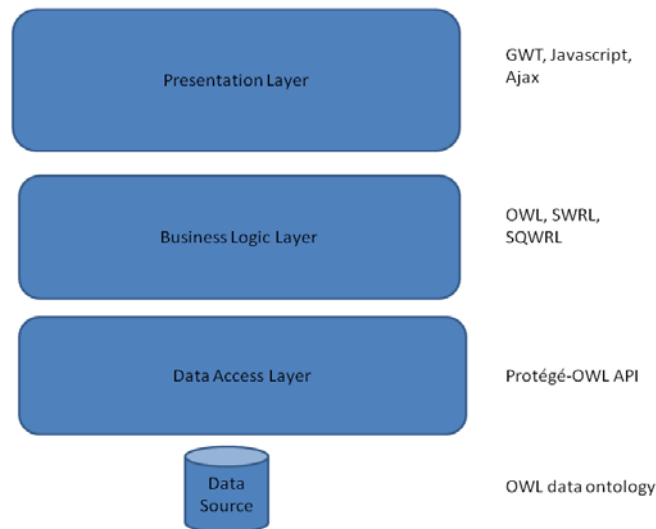 Presentation Layer
GWT, Javascript,
Ajax
Business Logic Layer
OWL, SWRL,
SQWRL
Data Access Layer
Protégé-OWL API
Data
Source
OWL data ontology